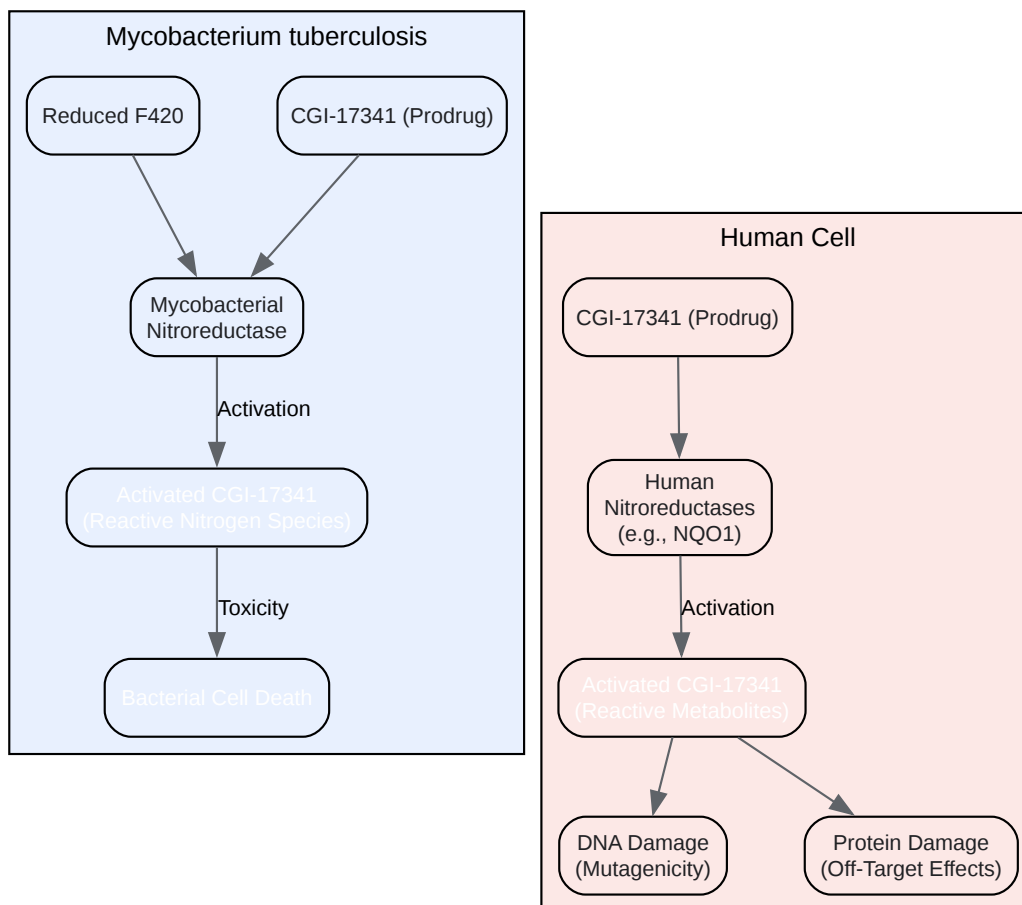 Mycobacterium tuberculosis
Reduced F420
CGI-17341 (Prodrug)
Mycobacterial
Nitroreductase
Activation
Activated CGI-17341
(Reactive Nitrogen Species)
Toxicity
Bacterial Cell Death
Human Cell
CGI-17341 (Prodrug)
Human
Nitroreductases
(e.g., NQO1)
Activation
Activated CGI-17341
(Reactive Metabolites)
DNA Damage
(Mutagenicity)
Protein Damage
(Off-Target Effects)